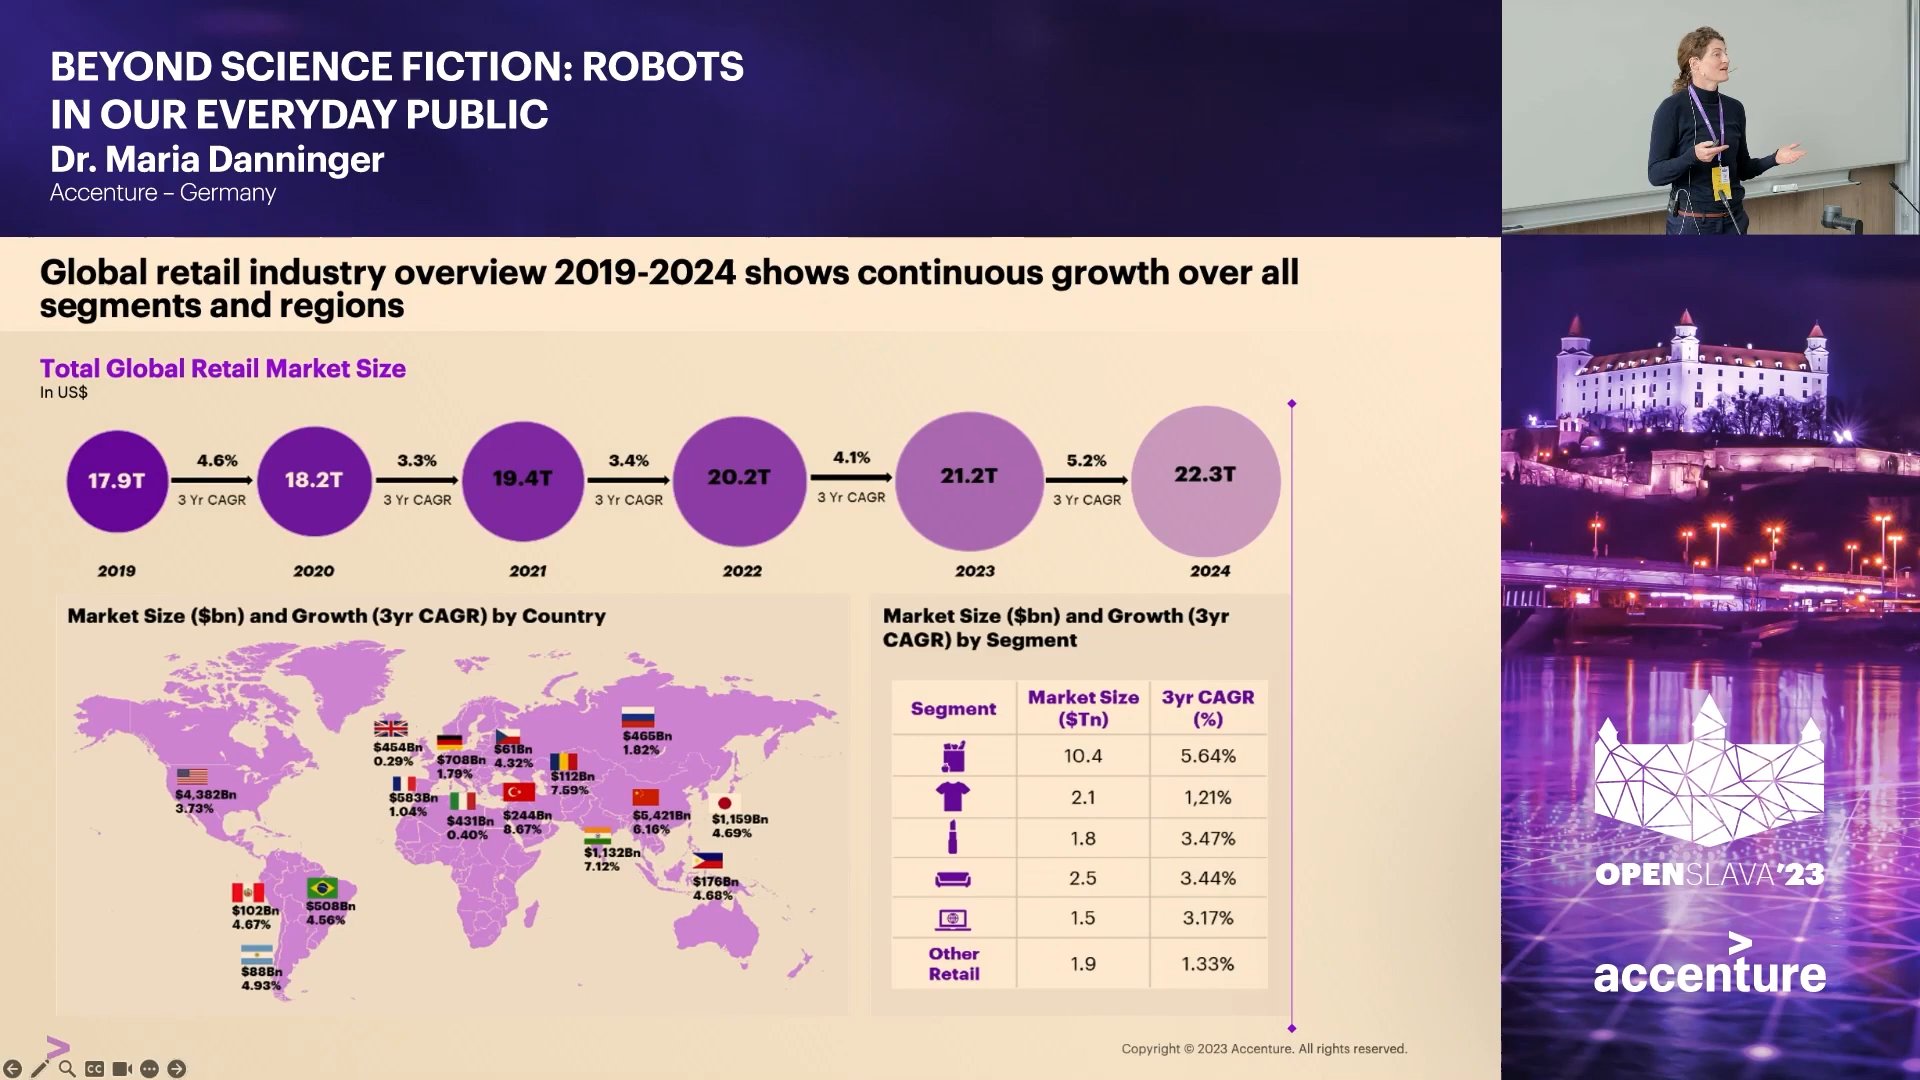 BEYOND SCIENCE FICTION: ROBOTS
IN OUR EVERYDAY PUBLIC
Dr. Maria Danninger
Accenture – Germany
Global retail industry overview 2019-2024 shows continuous growth over all
segments and regions
Total Global Retail Market Size
In US$
17.9T 4.6% 3 Yr CAGR 18.2T 3.3% 3 Yr CAGR 19.4T 3.4% 3 Yr CAGR 20.2T 4.1% 3 Yr CAGR 21.2T 5.2% 3 Yr CAGR 22.3T
2019 2020 2021 2022 2023 2024
Market Size ($bn) and Growth (3yr CAGR) by Country
$454Bn
0.29%
$708Bn
1.79%
$61Bn
4.32%
$465Bn
1.82%
$112Bn
7.59%
$4,382Bn
3.73%
$583Bn
1.04%
$431Bn
0.40%
$244Bn
8.67%
$5,421Bn
6.16%
$1,159Bn
4.69%
$1,132Bn
7.12%
$176Bn
4.68%
$102Bn
4.67%
$508Bn
4.56%
$88Bn
4.93%
Market Size ($bn) and Growth (3yr
CAGR) by Segment
Segment Market Size ($Tn) 3yr CAGR (%)
10.4 5.64%
2.1 1,21%
1.8 3.47%
2.5 3.44%
1.5 3.17%
Other Retail 1.9 1.33%
Copyright © 2023 Accenture. All rights reserved.
CC
OPENSLAVA'23
accenture